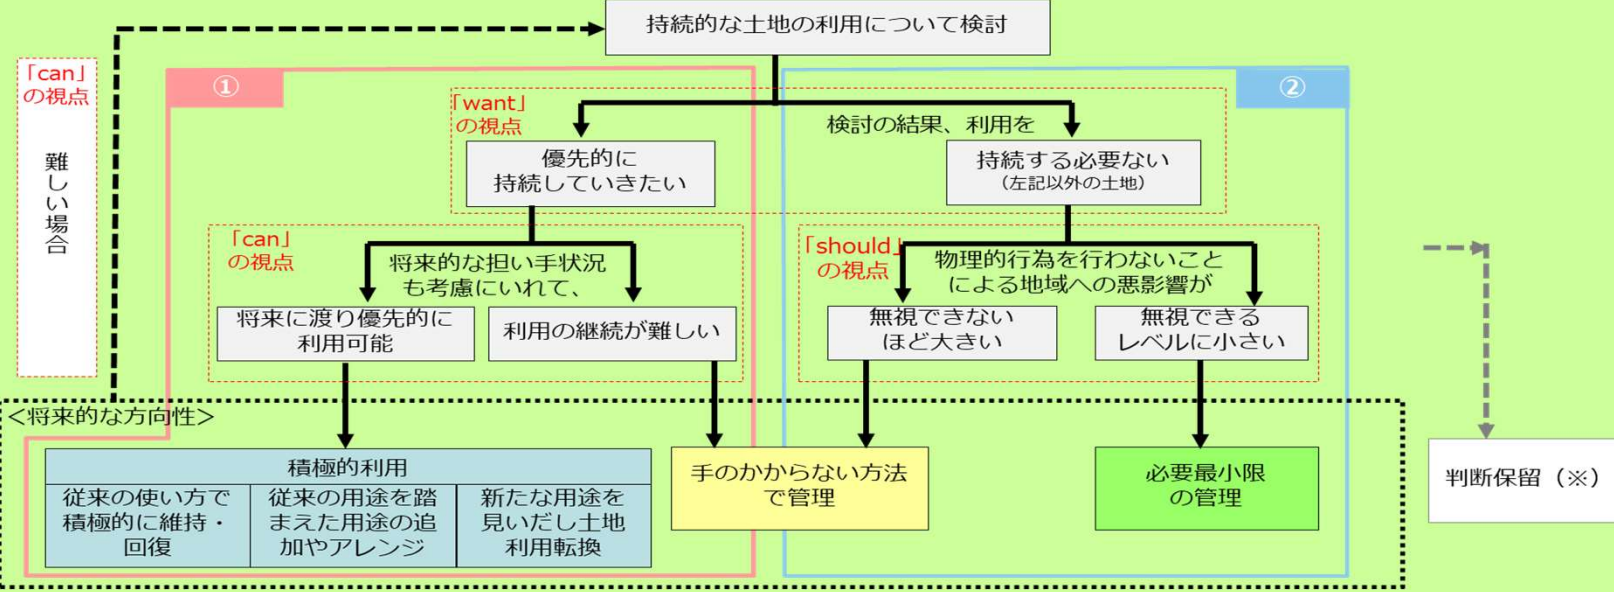 持続的な土地の利用について検討
「can」
の視点
難しい場合
①
②
「want」
の視点
検討の結果、利用を
優先的に
持続していきたい
持続する必要ない
（左記以外の土地）
「can」
の視点
将来的な担い手状況
も考慮にいれて、
「should」
の視点
物理的行為を行わないこと
による地域への悪影響が
将来に渡り優先的に
利用可能
利用の継続が難しい
無視できない
ほど大きい
無視できる
レベルに小さい
＜将来的な方向性＞
積極的利用
従来の使い方で
積極的に維持・
回復
従来の用途を踏
まえた用途の追
加やアレンジ
新たな用途を
見いだし土地
利用転換
手のかからない方法
で管理
必要最小限
の管理
判断保留（※）